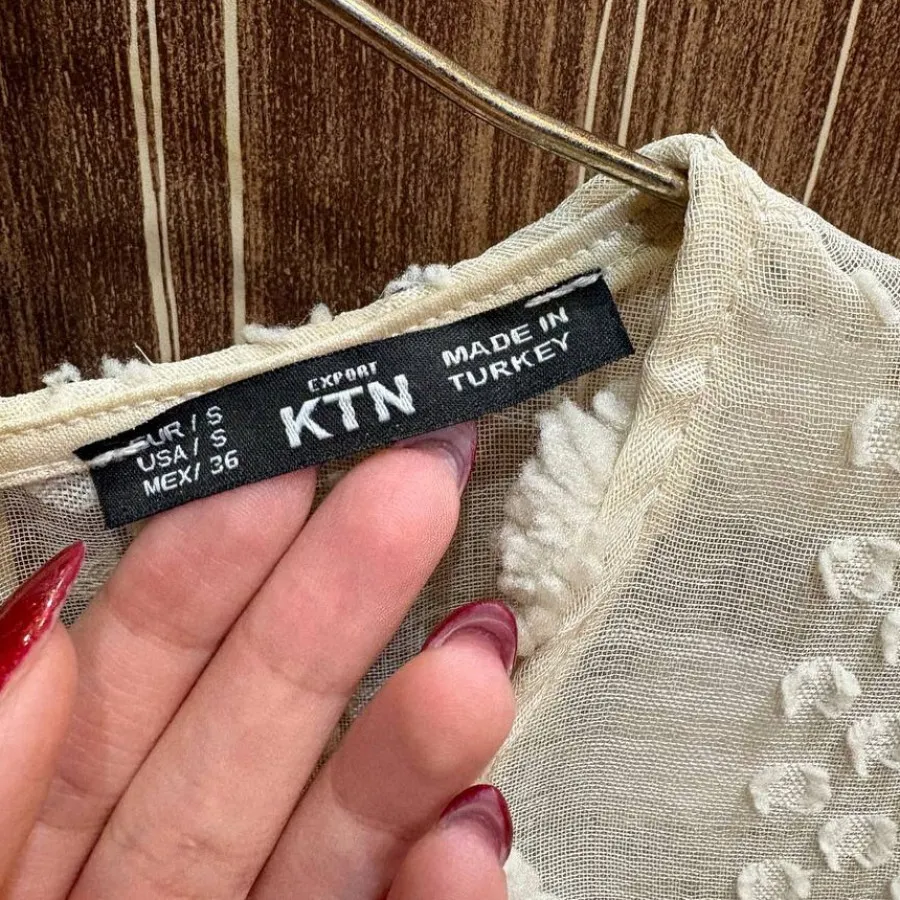 EUR / S
USA / S
MEX/ 36
EXPORT
KTN
MADE IN
TURKEY